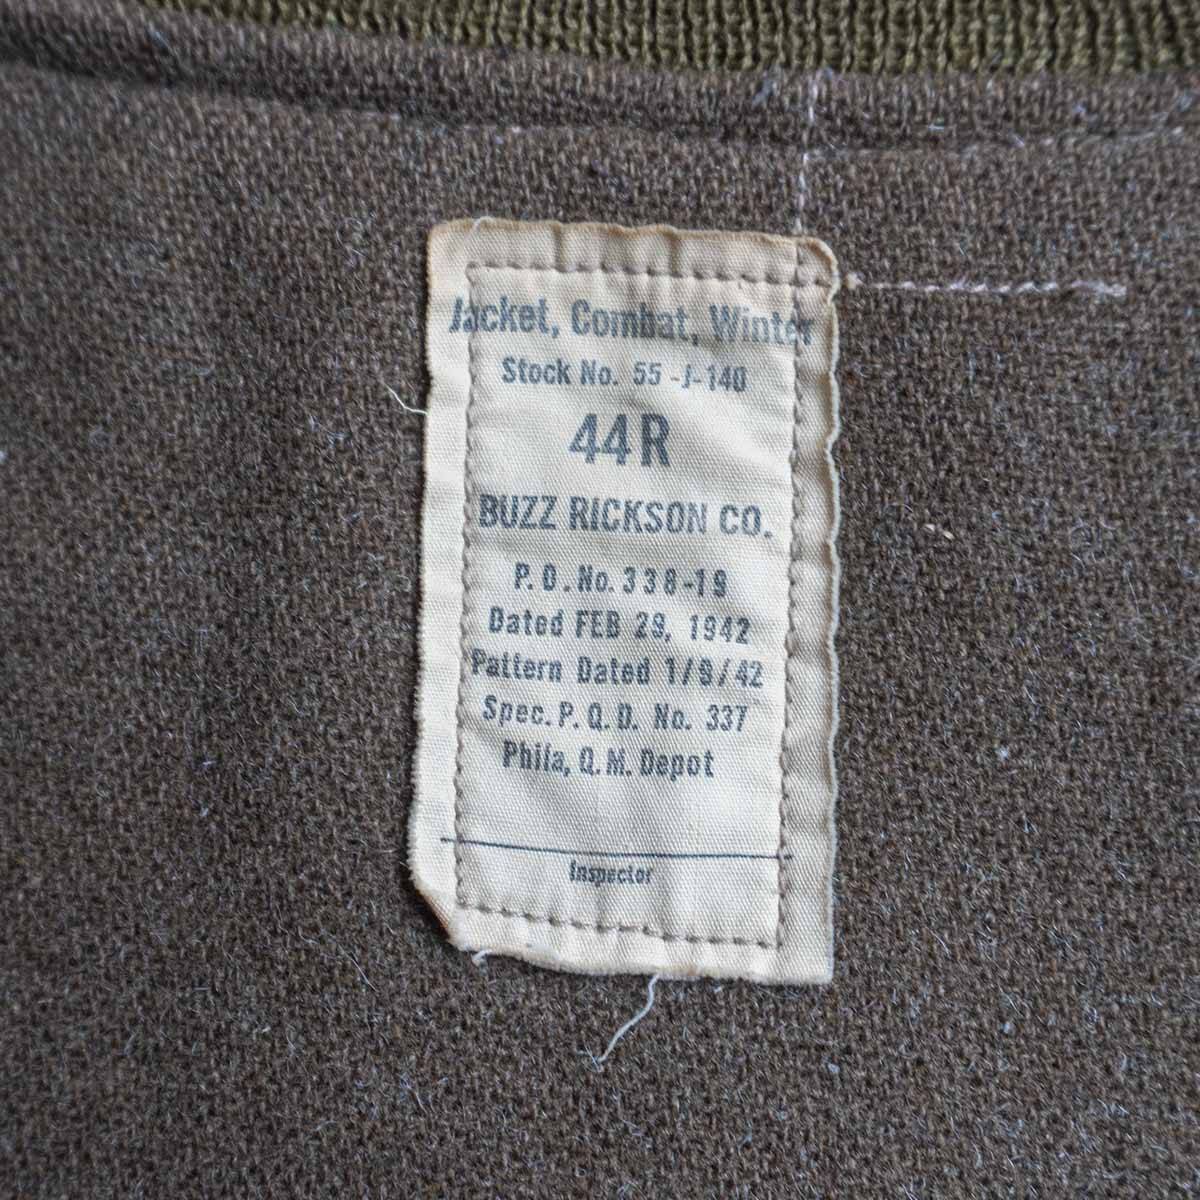 Jacket, Combat, Winter
Stock No. 55-J-140
44R
BUZZ RICKSON CO.
P.O. No. 338-19
Dated FEB 29, 1942
Pattern Dated 1/9/42
Spec. P. Q. D. No. 337
Phila, Q.M. Depot
Inspector